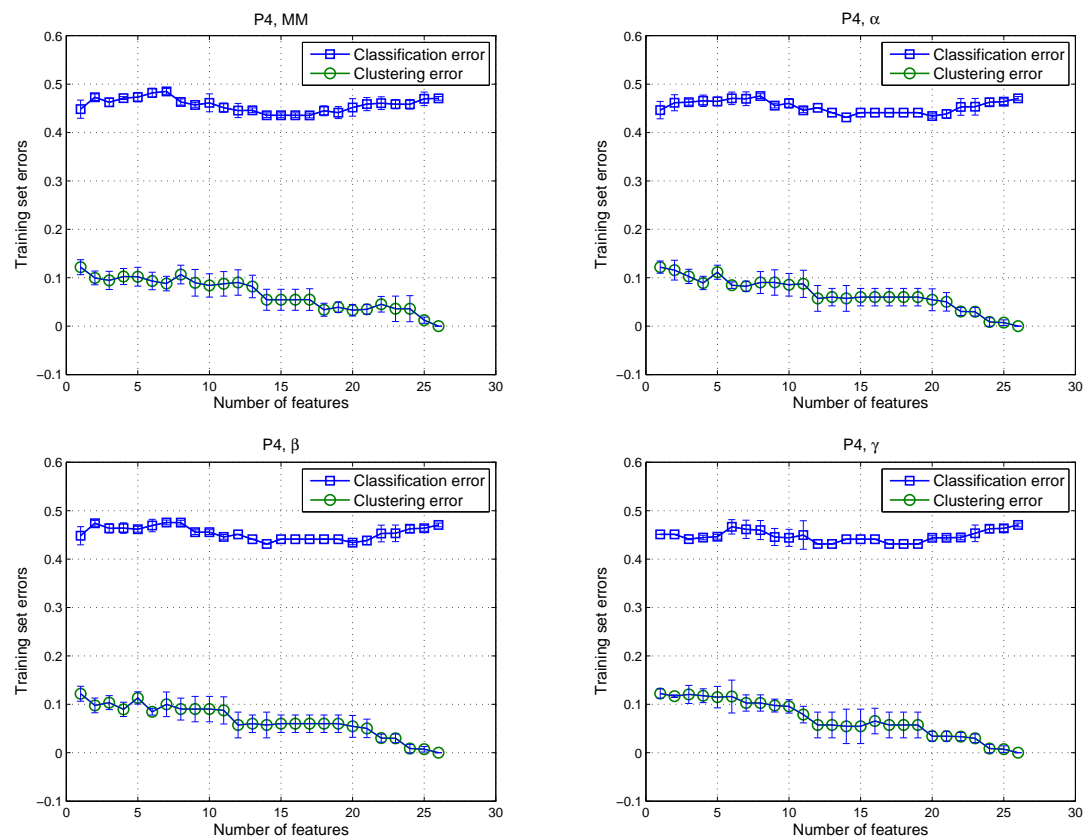 P4, MM
0.6
0.5
0.4
0.3
0.2
0.1
0
−0.1
Training set errors
Classification error
Clustering error
0 5 10 15 20 25 30
Number of features
P4, α
0.6
0.5
0.4
0.3
0.2
0.1
0
−0.1
Training set errors
Classification error
Clustering error
0 5 10 15 20 25 30
Number of features
P4, β
0.6
0.5
0.4
0.3
0.2
0.1
0
−0.1
Training set errors
Classification error
Clustering error
0 5 10 15 20 25 30
Number of features
P4, γ
0.6
0.5
0.4
0.3
0.2
0.1
0
−0.1
Training set errors
Classification error
Clustering error
0 5 10 15 20 25 30
Number of features